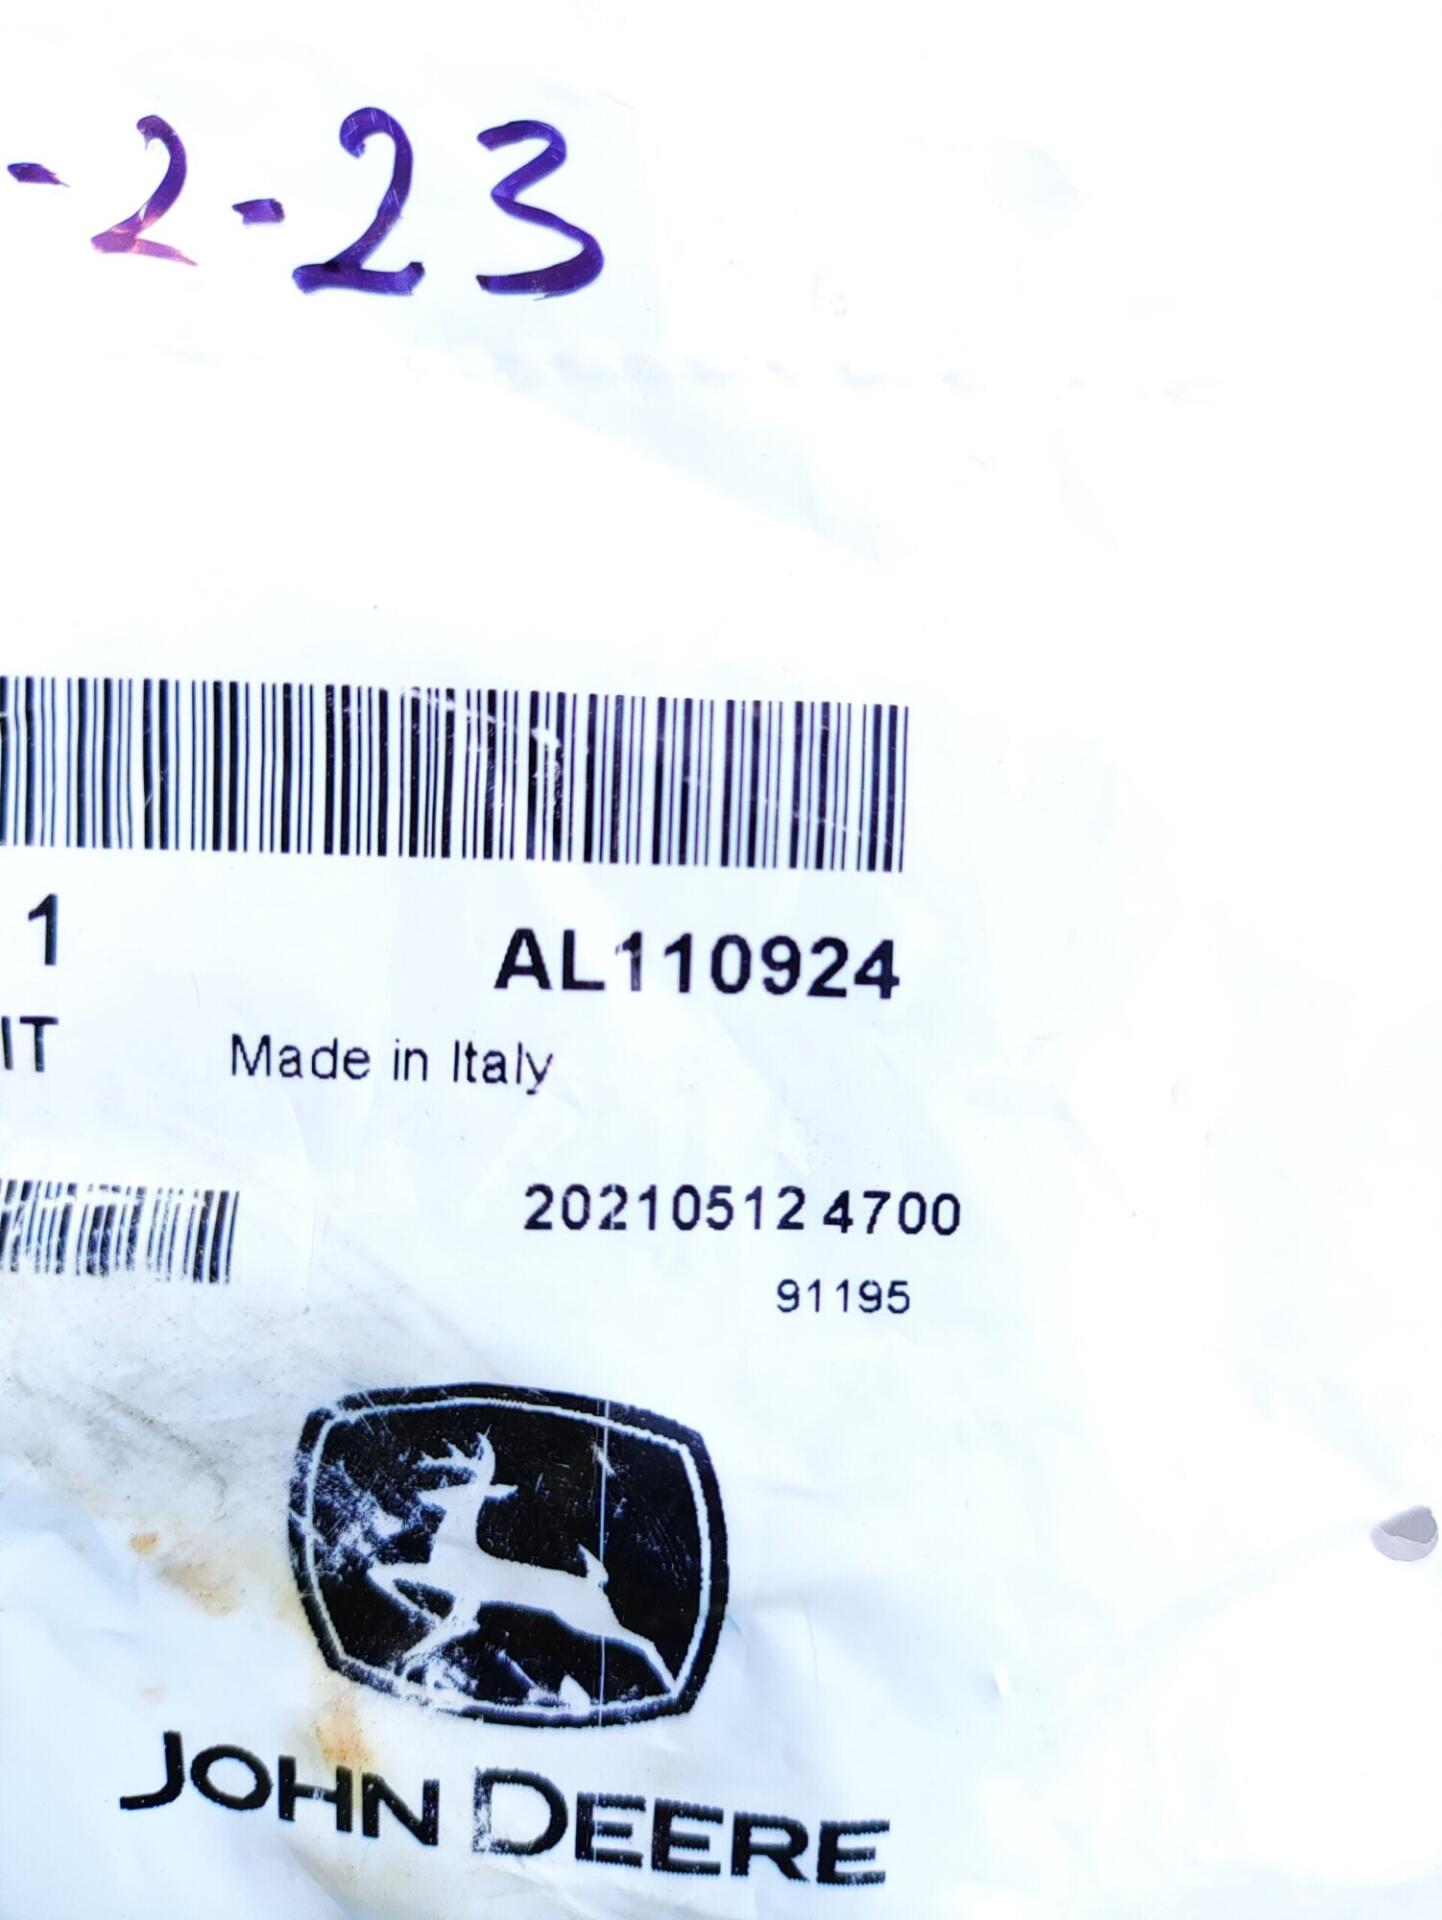 -2-23
1 AL110924
IT Made in Italy
20210512 4700
91195
JOHN DEERE